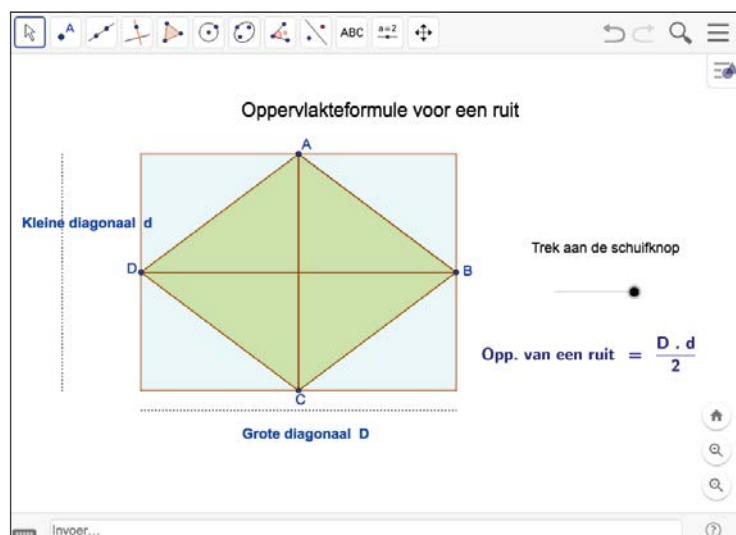 A
ABC
a=2
Oppervlakteformule voor een ruit
A
Kleine diagonaal d
Trek aan de schuifknop
D
B
Opp. van een ruit = D . d
2
C
Grote diagonaal D
Invoer...
?